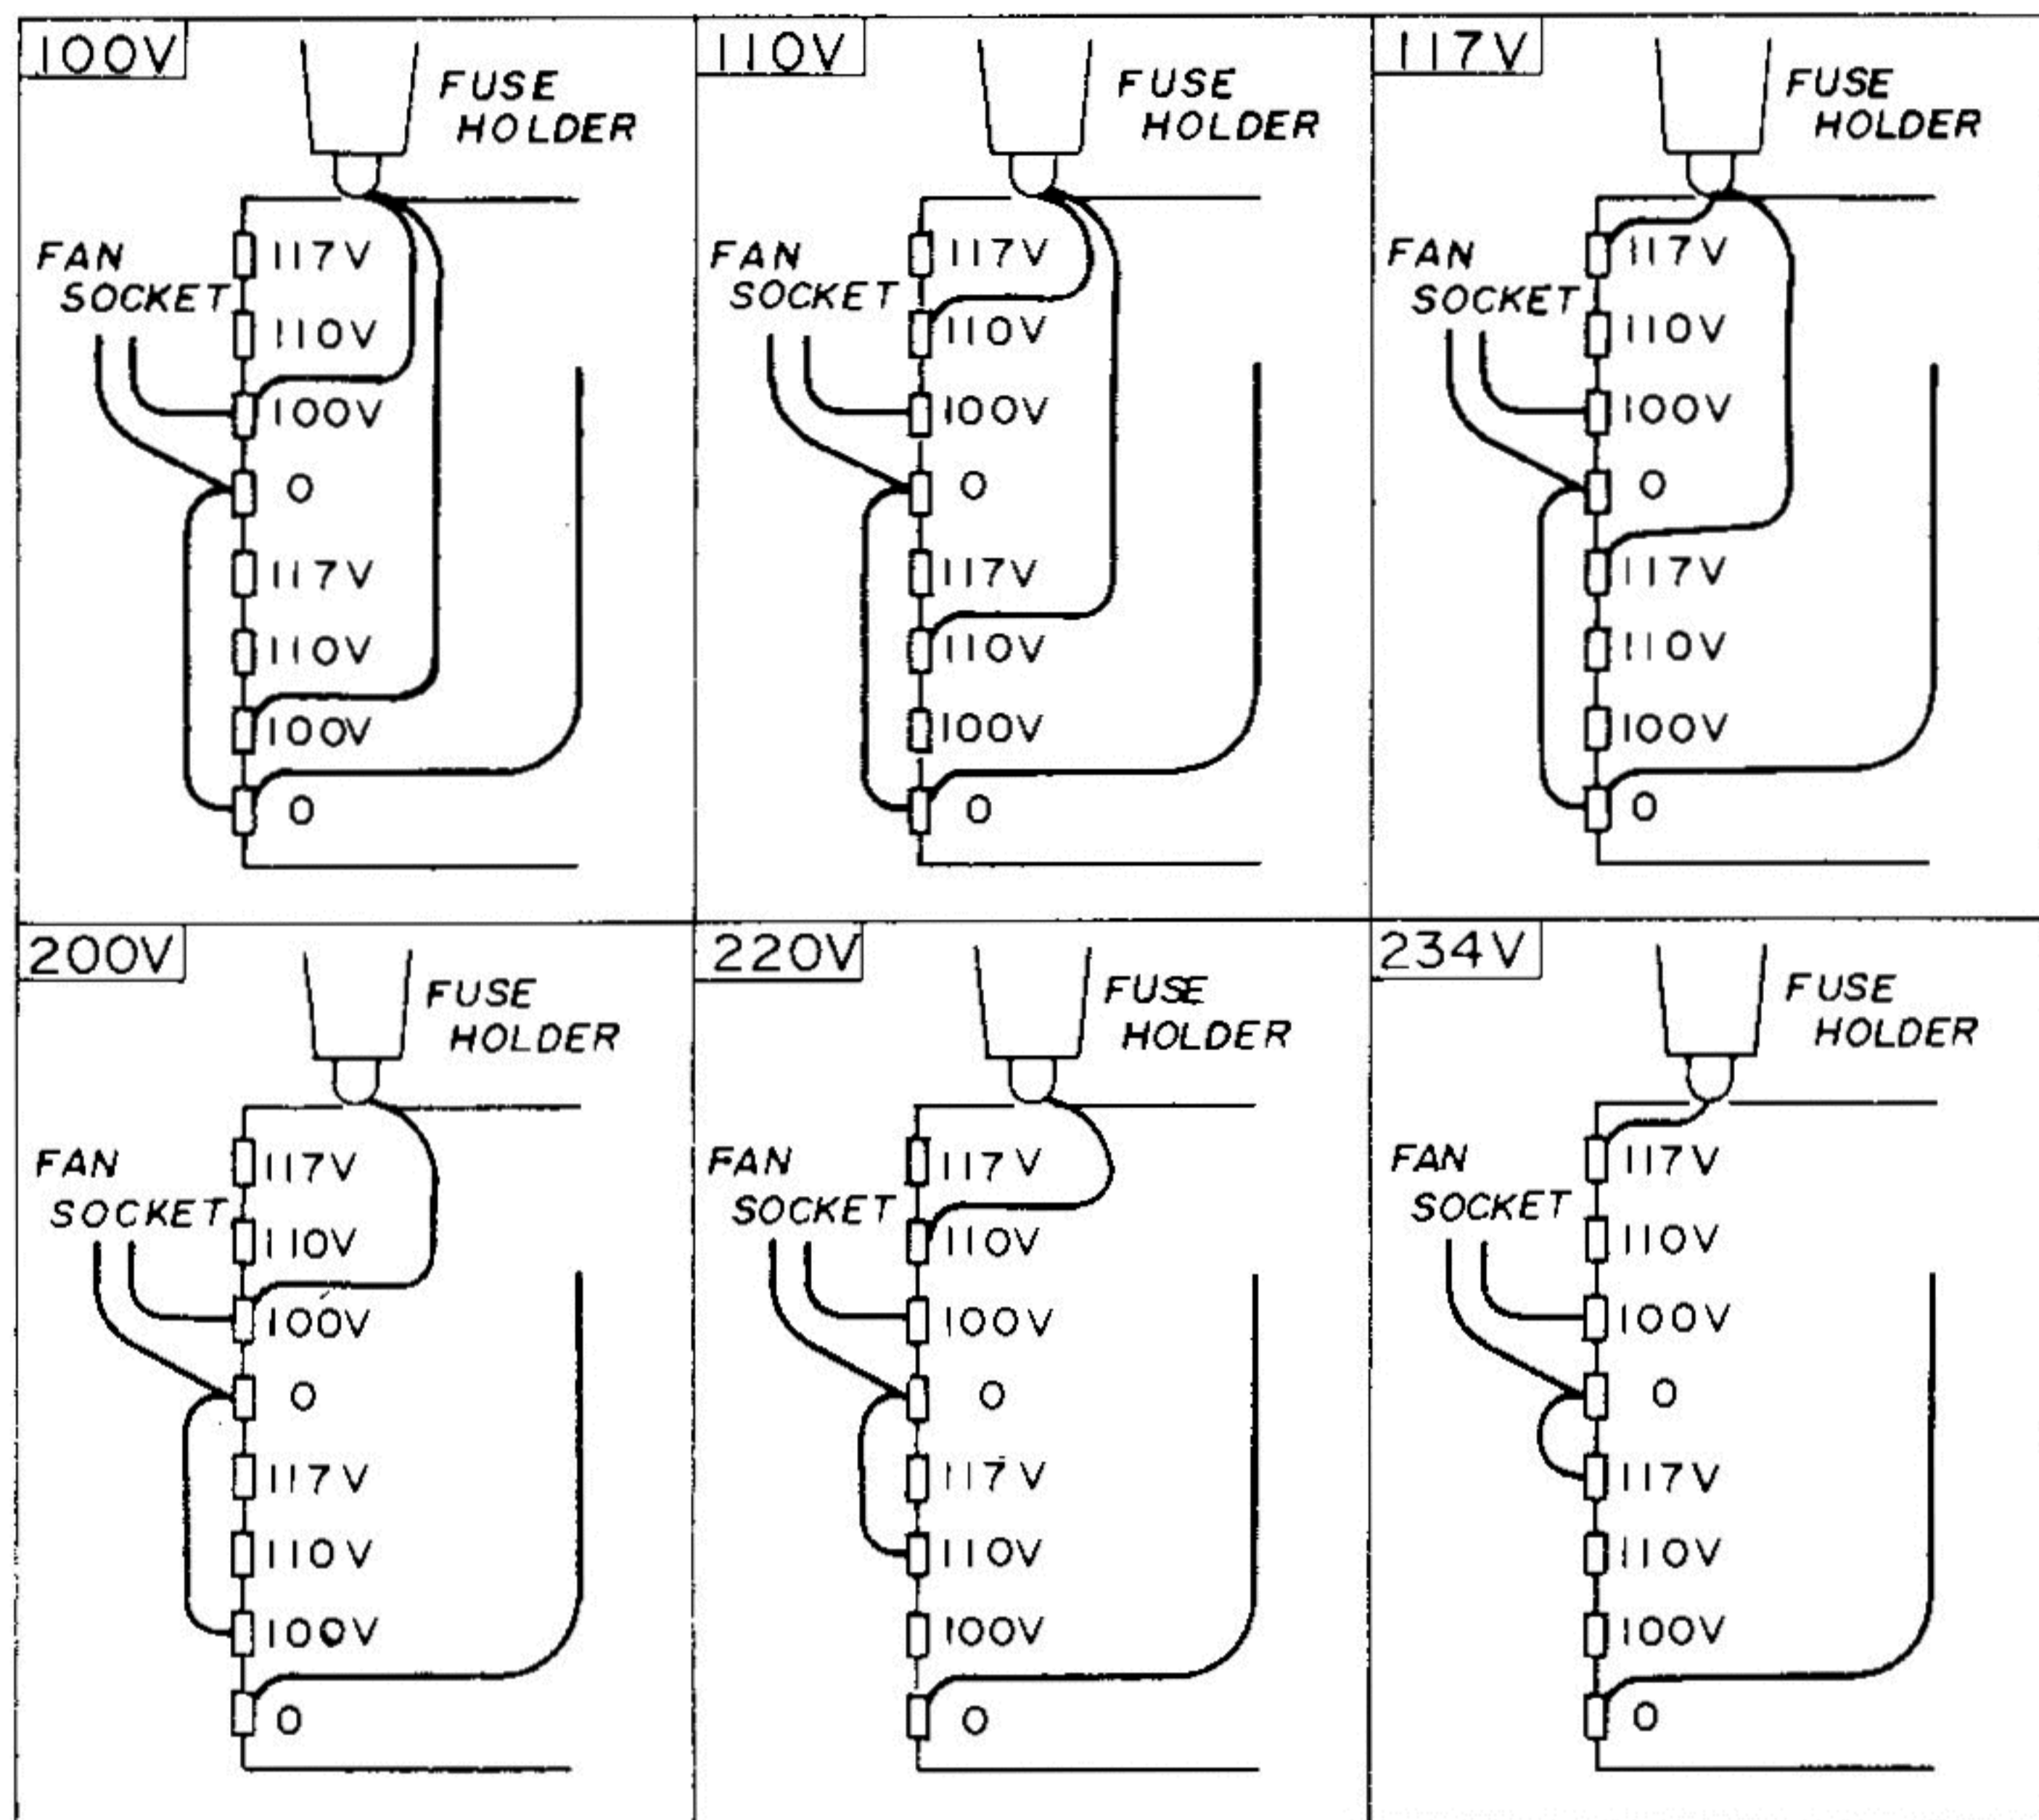 100V
FUSE
HOLDER
FAN
SOCKET
117V
110V
100V
0
117V
110V
100V
0
110V
FUSE
HOLDER
FAN
SOCKET
117V
110V
100V
0
117V
110V
100V
0
117V
FUSE
HOLDER
FAN
SOCKET
117V
110V
100V
0
117V
110V
100V
0
200V
FUSE
HOLDER
FAN
SOCKET
117V
110V
100V
0
117V
110V
100V
0
220V
FUSE
HOLDER
FAN
SOCKET
117V
110V
100V
0
117V
110V
100V
0
234V
FUSE
HOLDER
FAN
SOCKET
117V
110V
100V
0
117V
110V
100V
0